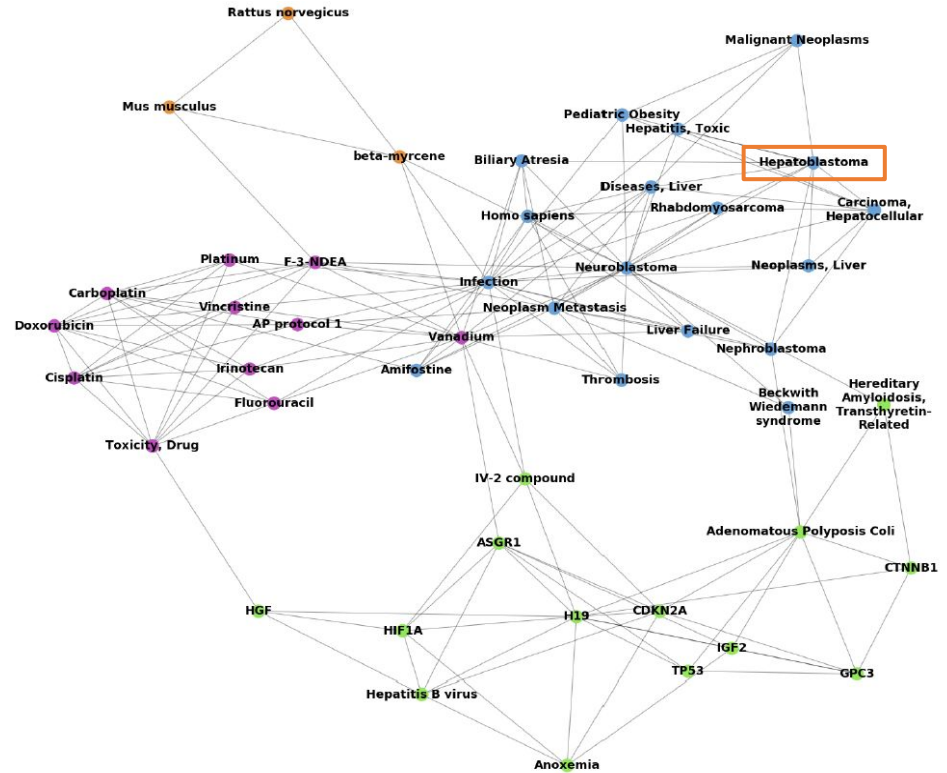 Rattus norvegicus
Malignant Neoplasms
Mus musculus
Pediatric Obesity
Hepatitis, Toxic
beta-myrcene
Biliary Atresia
Hepatoblastoma
Diseases, Liver
Rhabdomyosarcoma
Carcinoma,
Hepatocellular
Homo sapiens
Platinum
F-3-NDEA
Neuroblastoma
Neoplasms, Liver
Infection
Carboplatin
Vincristine
Neoplasm Metastasis
Doxorubicin
AP protocol 1
Vanadium
Liver Failure
Nephroblastoma
Irinotecan
Amifostine
Cisplatin
Thrombosis
Fluorouracil
Beckwith
Wiedemann
syndrome
Hereditary
Amyloidosis,
Transthyretin-
Related
Toxicity, Drug
IV-2 compound
Adenomatous Polyposis Coli
ASGR1
CTNNB1
HGF
H19
CDKN2A
HIF1A
IGF2
TP53
GPC3
Hepatitis B virus
Anoxemia